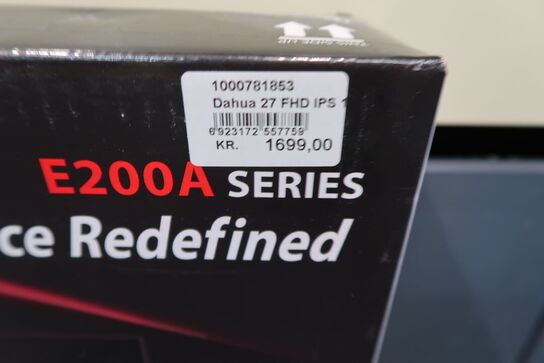 1000781853
Dahua 27 FHD IPS 1
6 923172 557759
KR. 1699,00
E200A SERIES
ce Redefined